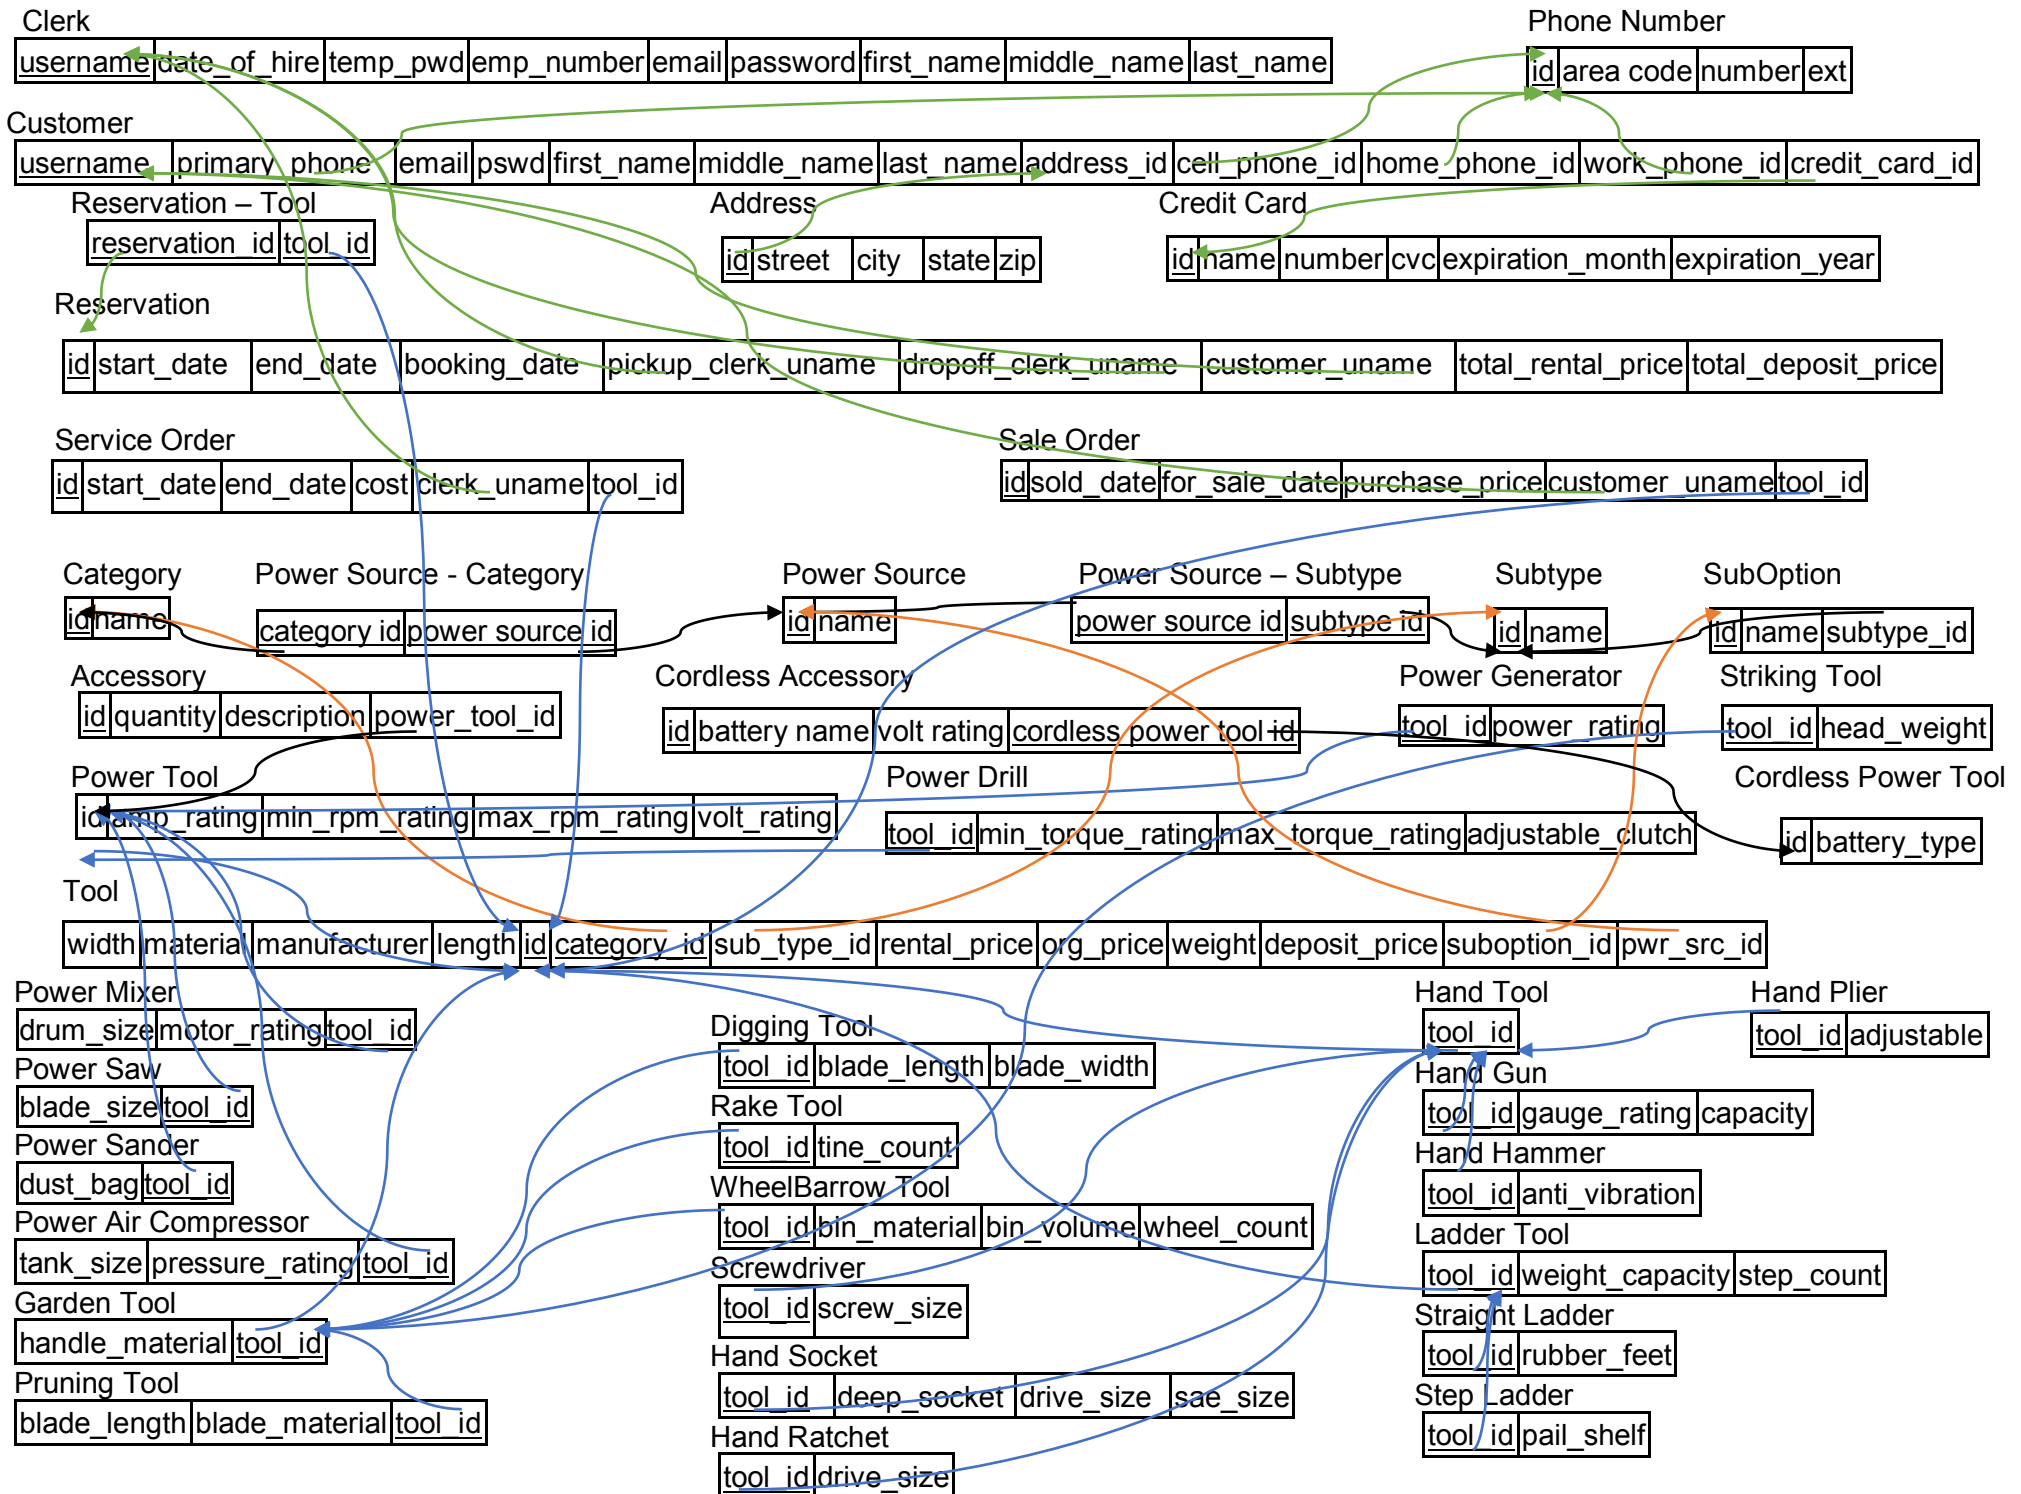 Clerk
username date_of_hire temp_pwd emp_number email password first_name middle_name last_name
Phone Number
id area code number ext
Customer
username primary_phone email pswd first_name middle_name last_name address_id cell_phone_id home_phone_id work_phone_id credit_card_id
Reservation – Tool
reservation_id tool_id
Address
id street city state zip
Credit Card
id name number cvc expiration_month expiration_year
Reservation
id start_date end_date booking_date pickup_clerk_uname dropoff_clerk_uname customer_uname total_rental_price total_deposit_price
Service Order
id start_date end_date cost clerk_uname tool_id
Sale Order
id sold_date for_sale_date purchase_price customer_uname tool_id
Category
id name
Power Source - Category
category id power source id
Power Source
id name
Power Source – Subtype
power source id subtype id
Subtype
id name
SubOption
id name subtype_id
Accessory
id quantity description power_tool_id
Cordless Accessory
id battery name volt rating cordless power tool id
Power Generator
tool_id power_rating
Striking Tool
tool_id head_weight
Power Tool
id amp_rating min_rpm_rating max_rpm_rating volt_rating
Power Drill
tool_id min_torque_rating max_torque_rating adjustable_clutch
Cordless Power Tool
id battery_type
Tool
width material manufacturer length id category_id sub_type_id rental_price org_price weight deposit_price suboption_id pwr_src_id
Power Mixer
drum_size motor_rating tool_id
Power Saw
blade_size tool_id
Power Sander
dust_bag tool_id
Power Air Compressor
tank_size pressure_rating tool_id
Garden Tool
handle_material tool_id
Pruning Tool
blade_length blade_material tool_id
Digging Tool
tool_id blade_length blade_width
Rake Tool
tool_id tine_count
WheelBarrow Tool
tool_id bin_material bin_volume wheel_count
Screwdriver
tool_id screw_size
Hand Socket
tool_id deep_socket drive_size sae_size
Hand Ratchet
tool_id drive_size
Hand Tool
tool_id
Hand Plier
tool_id adjustable
Hand Gun
tool_id gauge_rating capacity
Hand Hammer
tool_id anti_vibration
Ladder Tool
tool_id weight_capacity step_count
Straight Ladder
tool_id rubber_feet
Step Ladder
tool_id pail_shelf